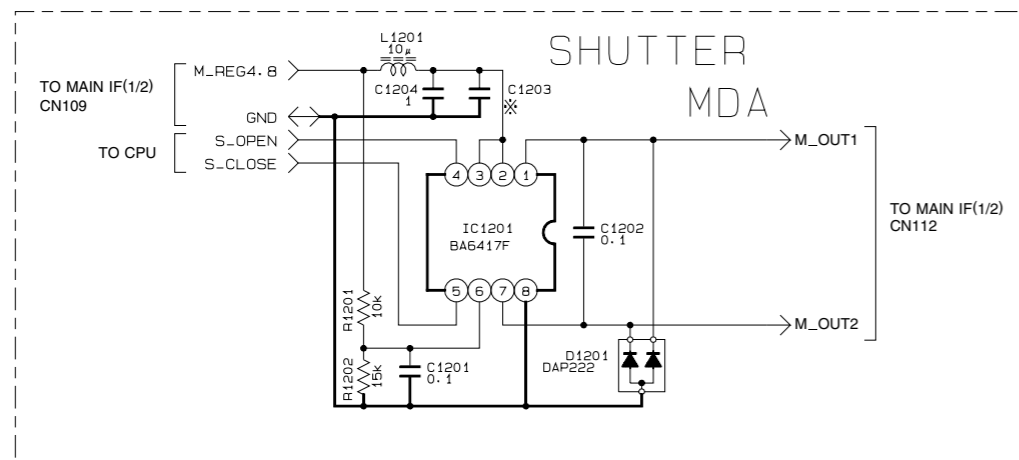 SHUTTER
MDA
L1201
10μ
TO MAIN IF(1/2)
CN109
M_REG4.8
GND
C1204
1
C1203
※
TO CPU
S_OPEN
S_CLOSE
M_OUT1
4 3 2 1
IC1201
BA6417F
C1202
0.1
TO MAIN IF(1/2)
CN112
5 6 7 8
R1201
10k
M_OUT2
R1202
15k
C1201
0.1
D1201
DAP222